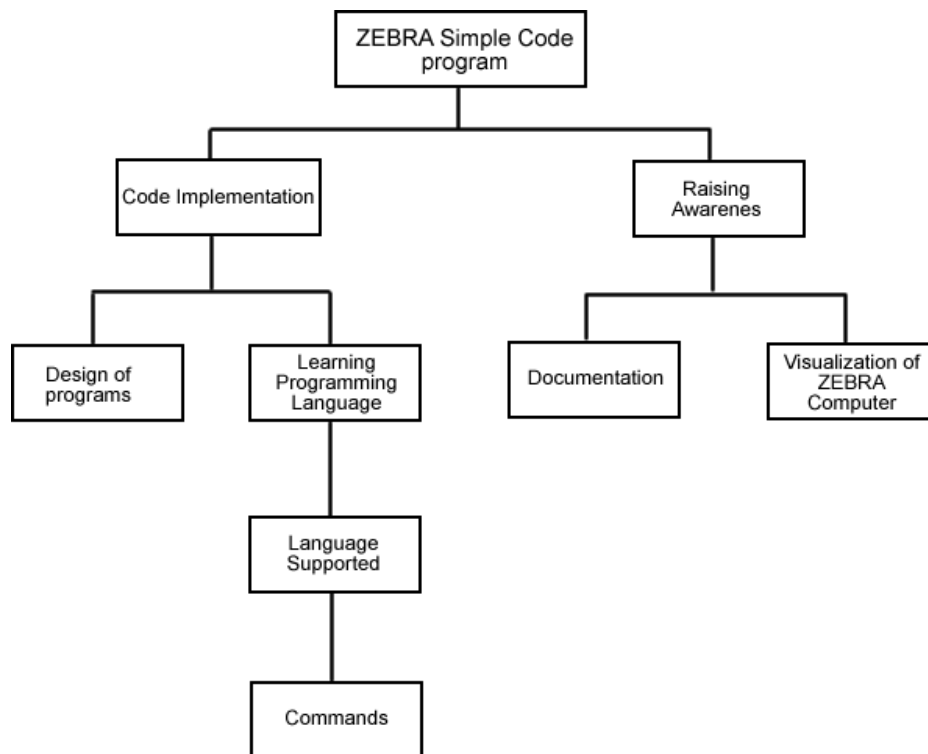 ZEBRA Simple Code
program
Code Implementation
Raising
Awarenes
Design of
programs
Learning
Programming
Language
Documentation
Visualization of
ZEBRA
Computer
Language
Supported
Commands